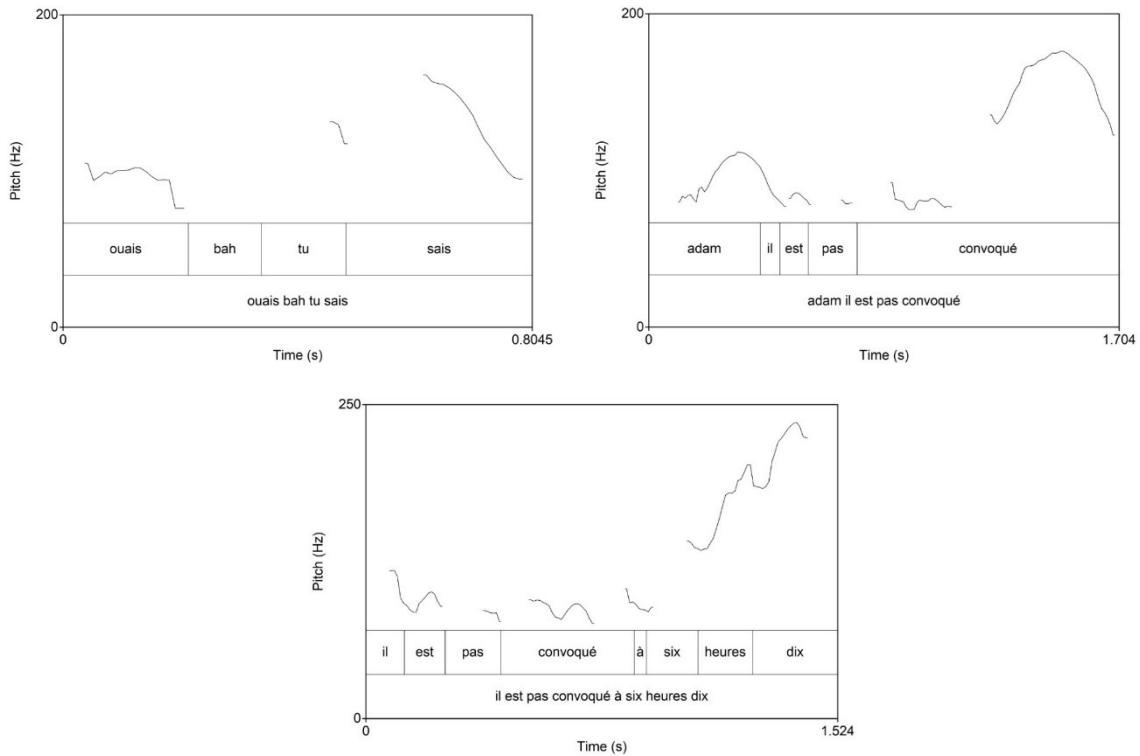 200
Pitch (Hz)
ouais bah tu sais
ouais bah tu sais
0
0 0.8045
Time (s)
200
Pitch (Hz)
adam il est pas convoqué
adam il est pas convoqué
0
0 1.704
Time (s)
250
Pitch (Hz)
il est pas convoqué à six heures dix
il est pas convoqué à six heures dix
0
0 1.524
Time (s)